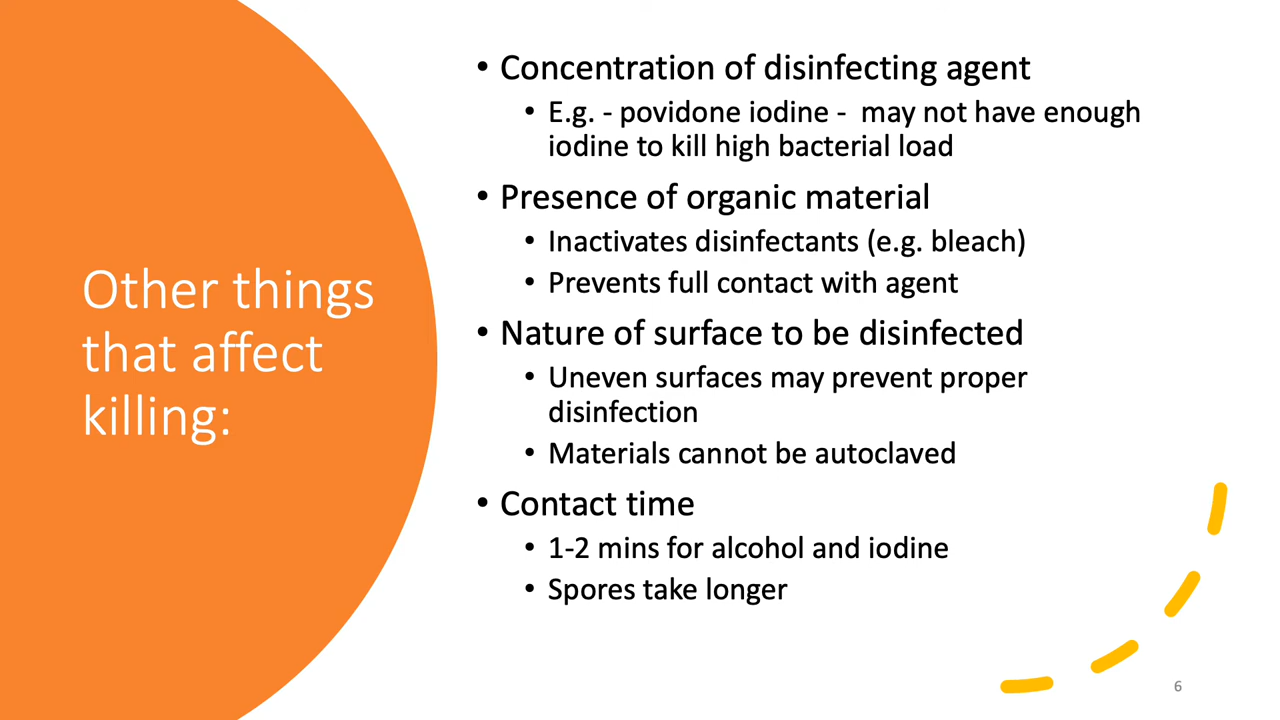 Other things
that affect
killing:
• Concentration of disinfecting agent
• E.g. - povidone iodine -  may not have enough
iodine to kill high bacterial load
• Presence of organic material
• Inactivates disinfectants (e.g. bleach)
• Prevents full contact with agent
• Nature of surface to be disinfected
• Uneven surfaces may prevent proper
disinfection
• Materials cannot be autoclaved
• Contact time
• 1-2 mins for alcohol and iodine
• Spores take longer
6